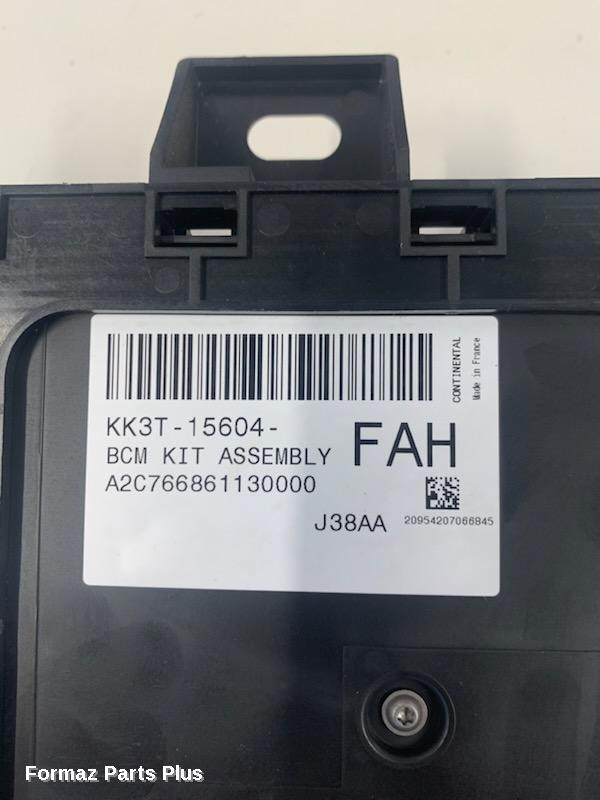 CONTINENTAL
Made in France
KK3T-15604-
FAH
BCM KIT ASSEMBLY
A2C766861130000
J38AA
20954207066845
Formaz Parts Plus